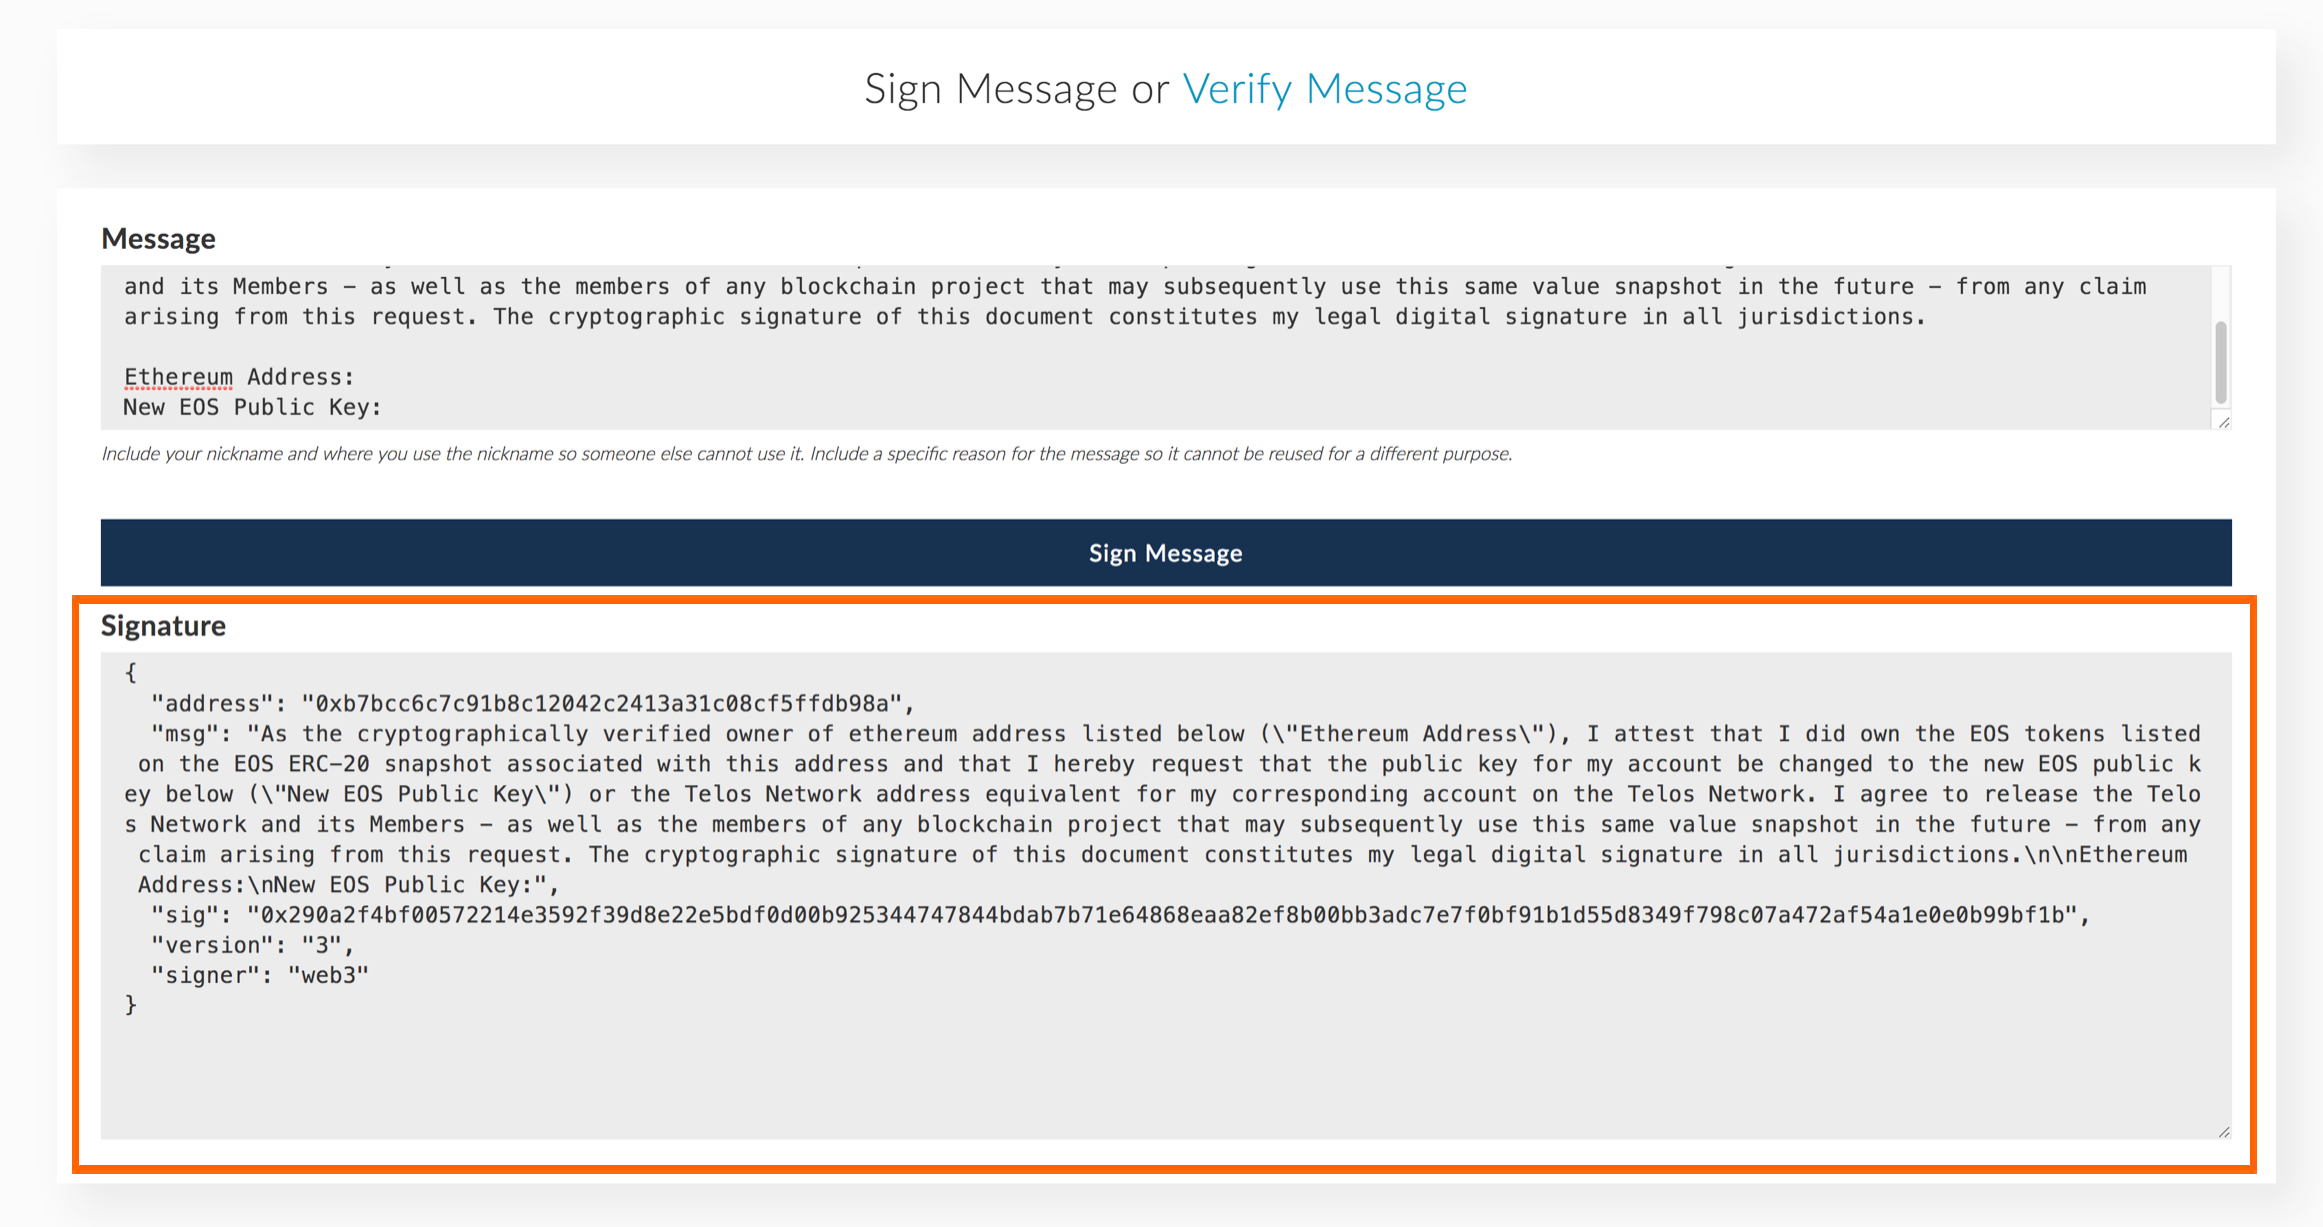 Sign Message or Verify Message
Message
and its Members – as well as the members of any blockchain project that may subsequently use this same value snapshot in the future – from any claim
arising from this request. The cryptographic signature of this document constitutes my legal digital signature in all jurisdictions.
Ethereum Address:
New EOS Public Key:
Include your nickname and where you use the nickname so someone else cannot use it. Include a specific reason for the message so it cannot be reused for a different purpose.
Sign Message
Signature
{
"address": "0xb7bcc6c7c91b8c12042c2413a31c08cf5ffdb98a",
"msg": "As the cryptographically verified owner of ethereum address listed below (\"Ethereum Address\"), I attest that I did own the EOS tokens listed
on the EOS ERC–20 snapshot associated with this address and that I hereby request that the public key for my account be changed to the new EOS public k
ey below (\"New EOS Public Key\") or the Telos Network address equivalent for my corresponding account on the Telos Network. I agree to release the Telo
s Network and its Members – as well as the members of any blockchain project that may subsequently use this same value snapshot in the future – from any
claim arising from this request. The cryptographic signature of this document constitutes my legal digital signature in all jurisdictions.\n\nEthereum
Address:\nNew EOS Public Key:",
"sig": "0x290a2f4bf00572214e3592f39d8e22e5bdf0d00b925344747844bdab7b71e64868eaa82ef8b00bb3adc7e7f0bf91b1d55d8349f798c07a472af54a1e0e0b99bf1b",
"version": "3",
"signer": "web3"
}